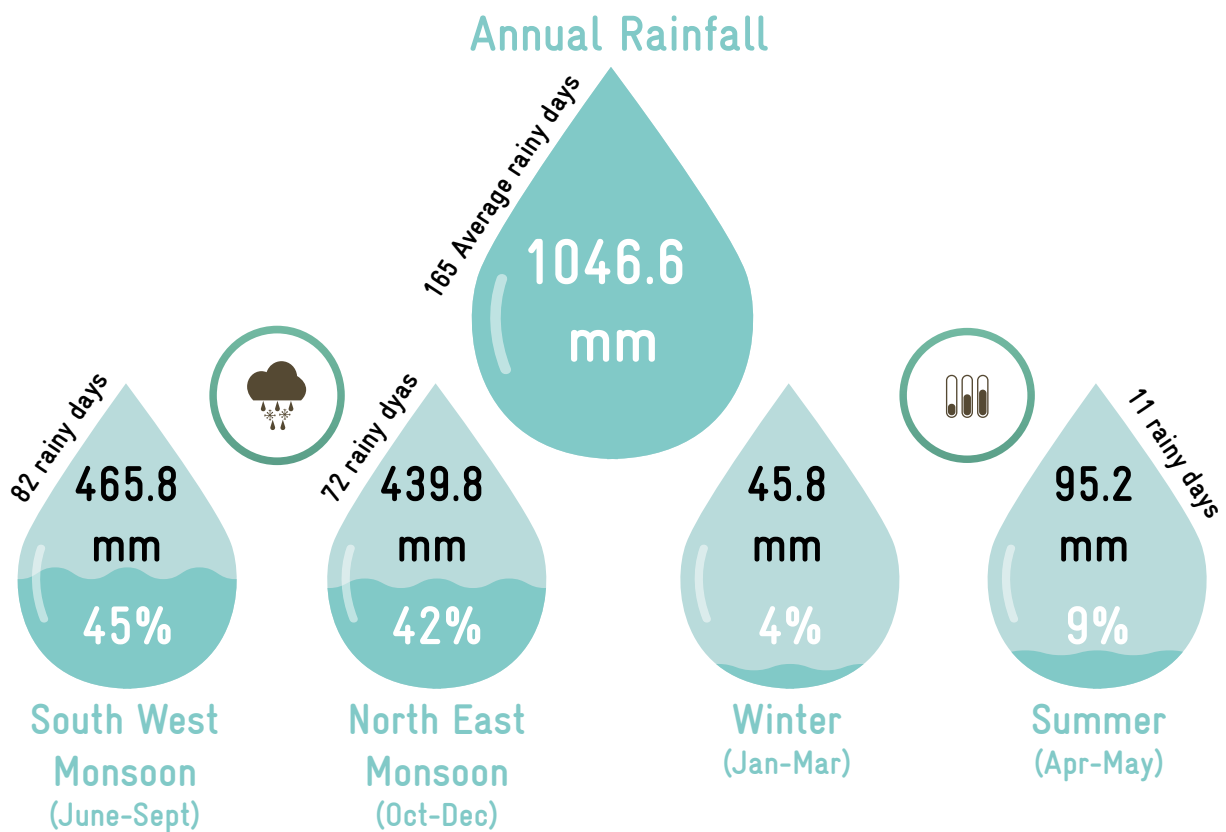 Annual Rainfall
165 Average rainy days
1046.6
mm
82 rainy days
465.8
mm
45%
South West
Monsoon
(June-Sept)
72 rainy dyas
439.8
mm
42%
North East
Monsoon
(Oct-Dec)
45.8
mm
4%
Winter
(Jan-Mar)
11 rainy days
95.2
mm
9%
Summer
(Apr-May)